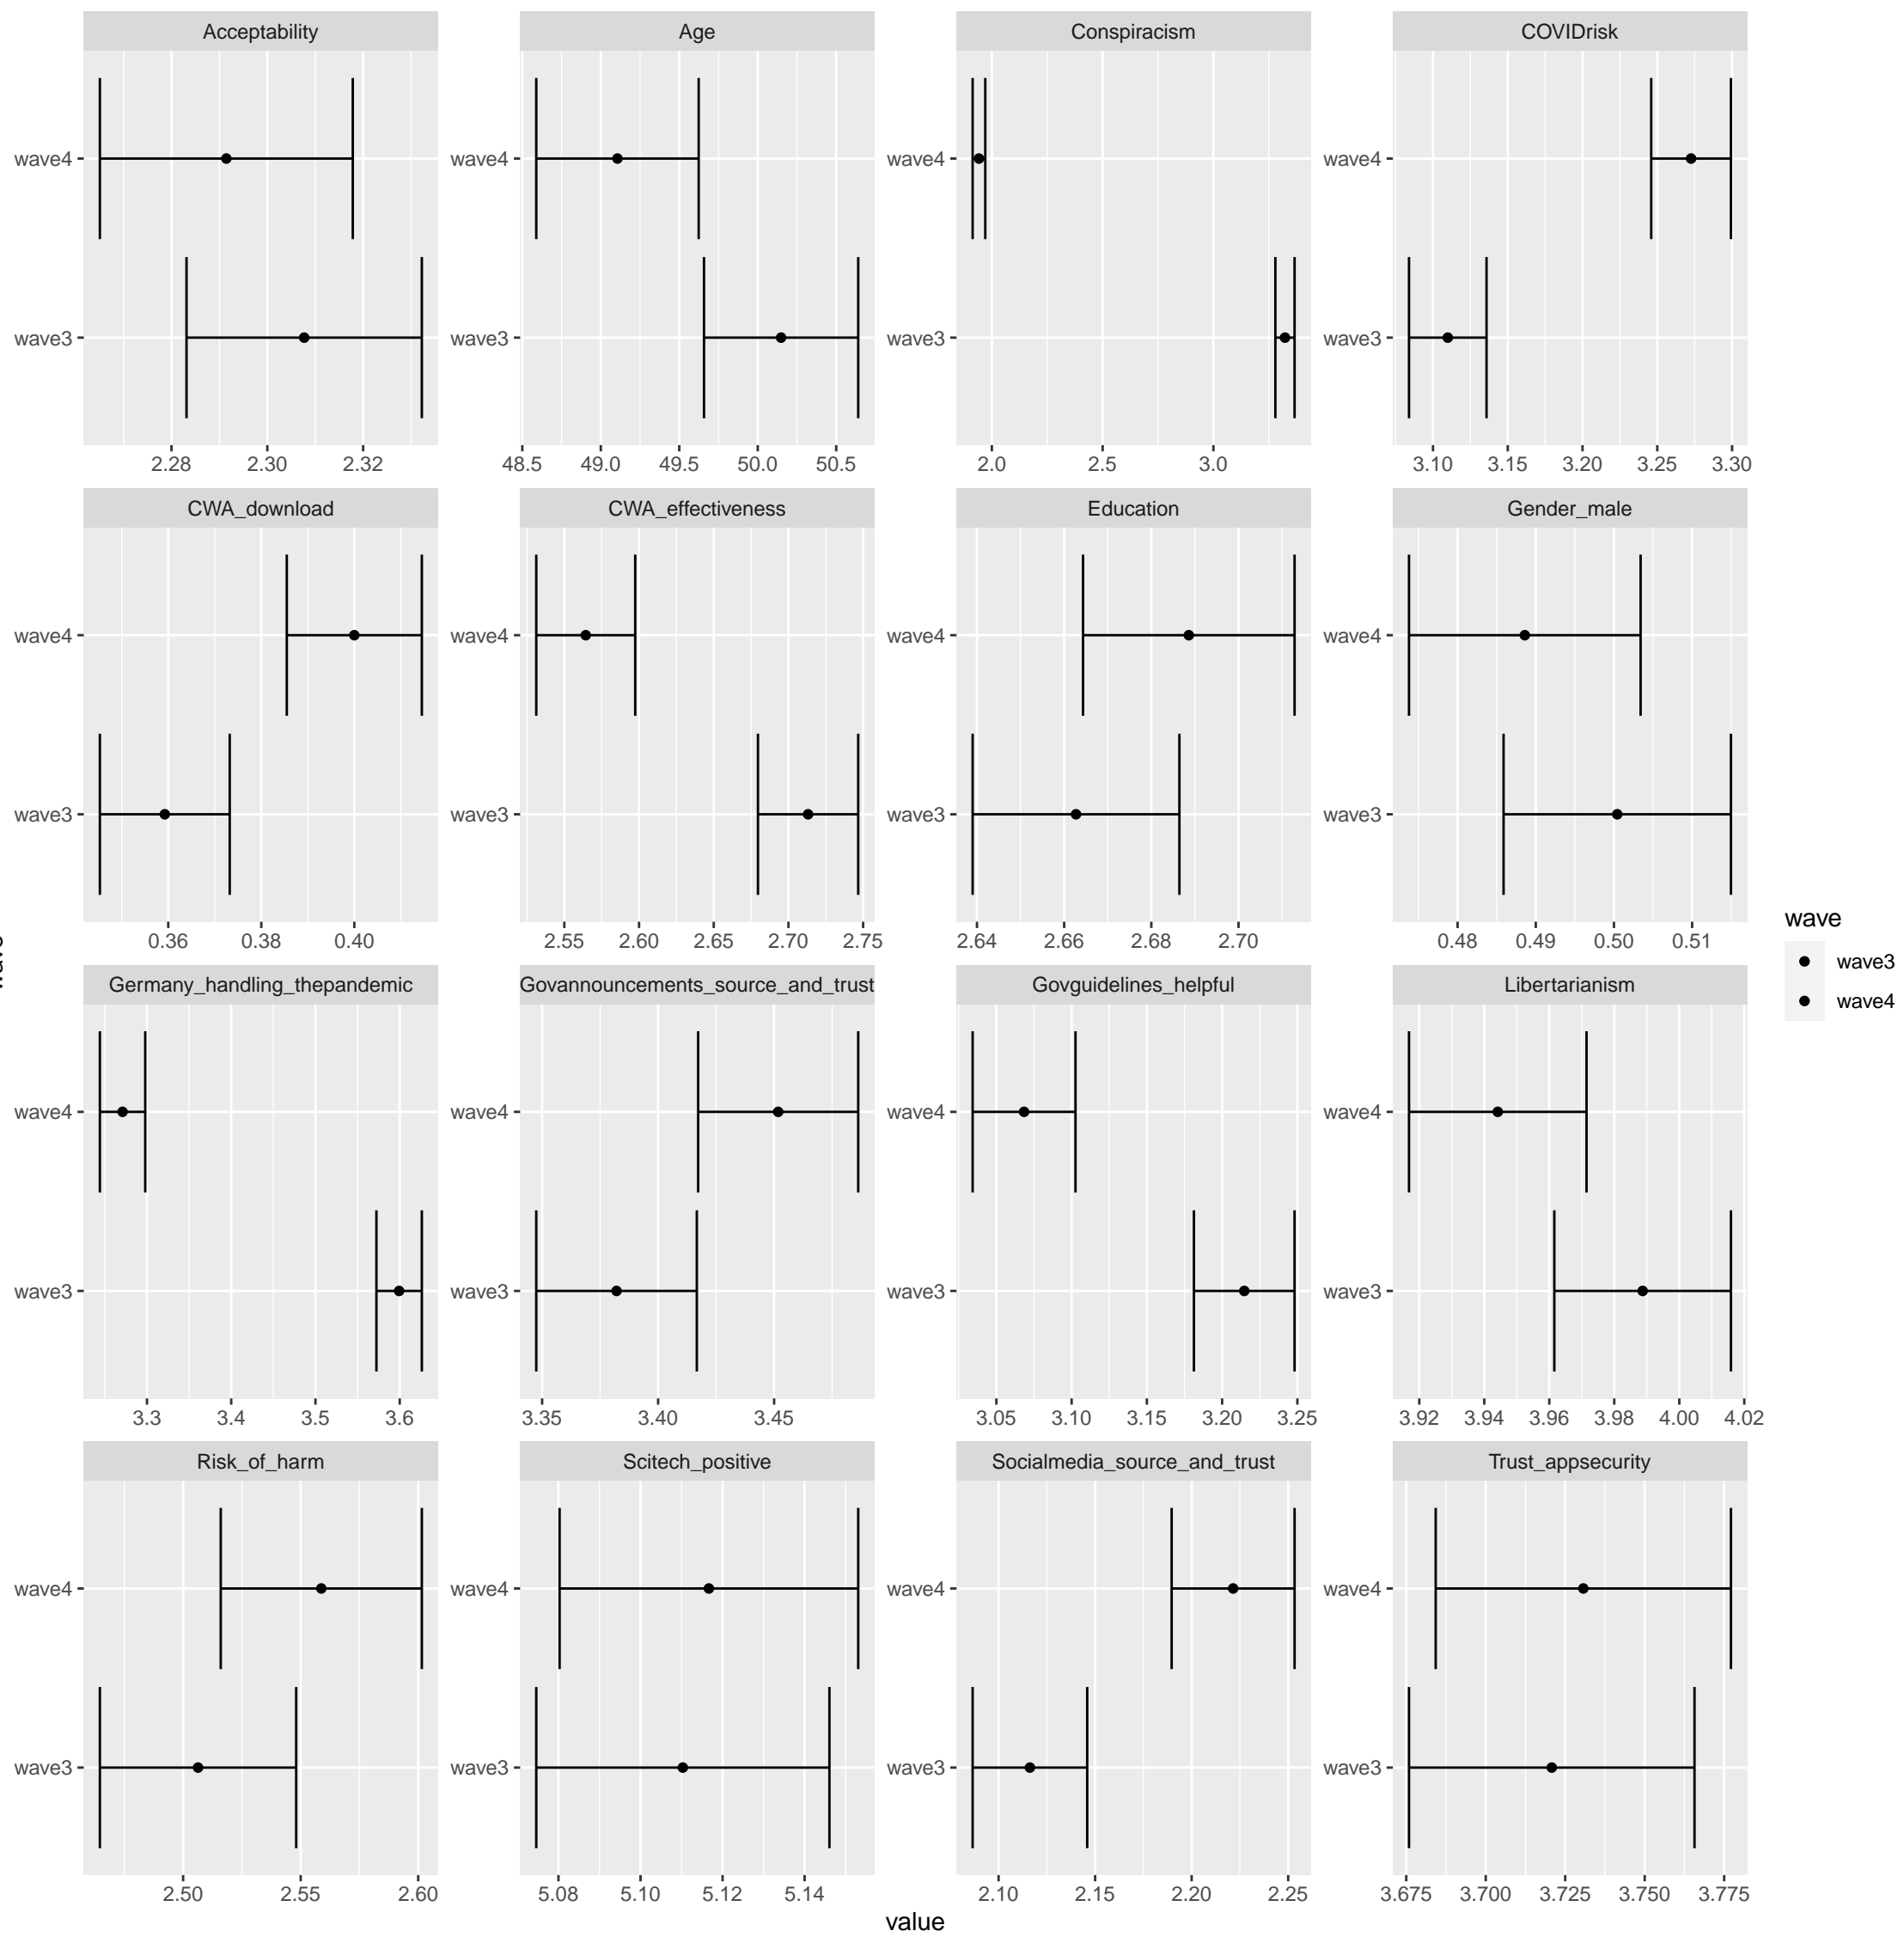 Acceptability Age Conspiracism COVIDrisk
wave4 wave4 wave4 wave4
wave3 wave3 wave3 wave3
2.28 2.30 2.32 48.5 49.0 49.5 50.0 50.5 2.0 2.5 3.0 3.10 3.15 3.20 3.25 3.30
CWA_download CWA_effectiveness Education Gender_male
wave4 wave4 wave4 wave4
wave3 wave3 wave3 wave3
0.36 0.38 0.40 2.55 2.60 2.65 2.70 2.75 2.64 2.66 2.68 2.70 0.48 0.49 0.50 0.51
wave
wave3
wave4
Germany_handling_thepandemic Govannouncements_source_and_trust Govguidelines_helpful Libertarianism
wave4 wave4 wave4 wave4
wave3 wave3 wave3 wave3
3.3 3.4 3.5 3.6 3.35 3.40 3.45 3.05 3.10 3.15 3.20 3.25 3.92 3.94 3.96 3.98 4.00 4.02
Risk_of_harm Scitech_positive Socialmedia_source_and_trust Trust_appsecurity
wave4 wave4 wave4 wave4
wave3 wave3 wave3 wave3
2.50 2.55 2.60 5.08 5.10 5.12 5.14 2.10 2.15 2.20 2.25 3.675 3.700 3.725 3.750 3.775
value